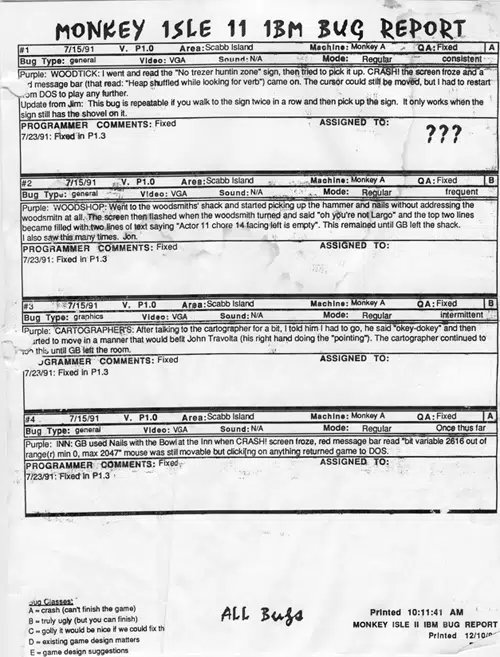 MONKEY ISLE 11 IBM BUG REPORT
#1 7/15/91 V. P1.0 Area: Scabb Island Machine: Monkey A QA: Fixed A
Bug Type: general Video: VGA Sound: N/A Mode: Regular consistent
Purple: WOODTICK: I went and read the "No trezer huntin zone" sign, then tried to pick it up. CRASH! the screen froze and a
message bar (that read: "Heap shuffled while looking for verb") came on. The cursor could still be moved, but I had to restart
from DOS to play any further.
Update from Jim: This bug is repeatable if you walk to the sign twice in a row and then pick up the sign. It only works when the
sign still has the shovel on it.
PROGRAMMER COMMENTS: Fixed ASSIGNED TO:
7/23/91: Fixed in P1.3 ???
#2 7/15/91 V. P1.0 Area: Scabb Island Machine: Monkey A QA: Fixed B
Bug Type: general Video: VGA Sound: N/A Mode: Regular frequent
Purple: WOODSHOP: Went to the woodsmiths' shack and started picking up the hammer and nails without addressing the
woodsmith at all. The screen then flashed when the woodsmith turned and said "oh you're not Largo" and the top two lines
became filled with two lines of text saying "Actor 11 chore 14 facing left is empty". This remained until GB left the shack.
I also saw this many times. Jon.
PROGRAMMER COMMENTS: Fixed ASSIGNED TO:
7/23/91: Fixed in P1.3
#3 7/15/91 V. P1.0 Area: Scabb Island Machine: Monkey A QA: Fixed B
Bug Type: graphics Video: VGA Sound: N/A Mode: Regular intermittent
Purple: CARTOGRAPHER'S: After talking to the cartographer for a bit, I told him I had to go, he said "okey-dokey" and then
to move in a manner that would befit John Travolta (his right hand doing the "pointing"). The cartographer continued to
this until GB left the room.
PROGRAMMER COMMENTS: Fixed ASSIGNED TO:
7/23/91: Fixed in P1.3
#4 7/15/91 V. P1.0 Area: Scabb Island Machine: Monkey A QA: Fixed A
Bug Type: general Video: VGA Sound: N/A Mode: Regular Once thus far
Purple: INN: GB used Nails with the Bowl at the Inn when CRASH! screen froze, red message bar read "bit variable 2616 out of
range(r) min 0, max 2047" mouse was still movable but clicki[ng on anything returned game to DOS.
PROGRAMMER COMMENTS: Fixed ASSIGNED TO:
7/23/91: Fixed in P1.3
Bug Classes:
A = crash (can't finish the game)
B = truly ugly (but you can finish)
C = golly it would be nice if we could fix th
D = existing game design matters
E = game design suggestions
ALL Bugs
Printed 10:11:41 AM
MONKEY ISLE II IBM BUG REPORT
Printed 12/10/